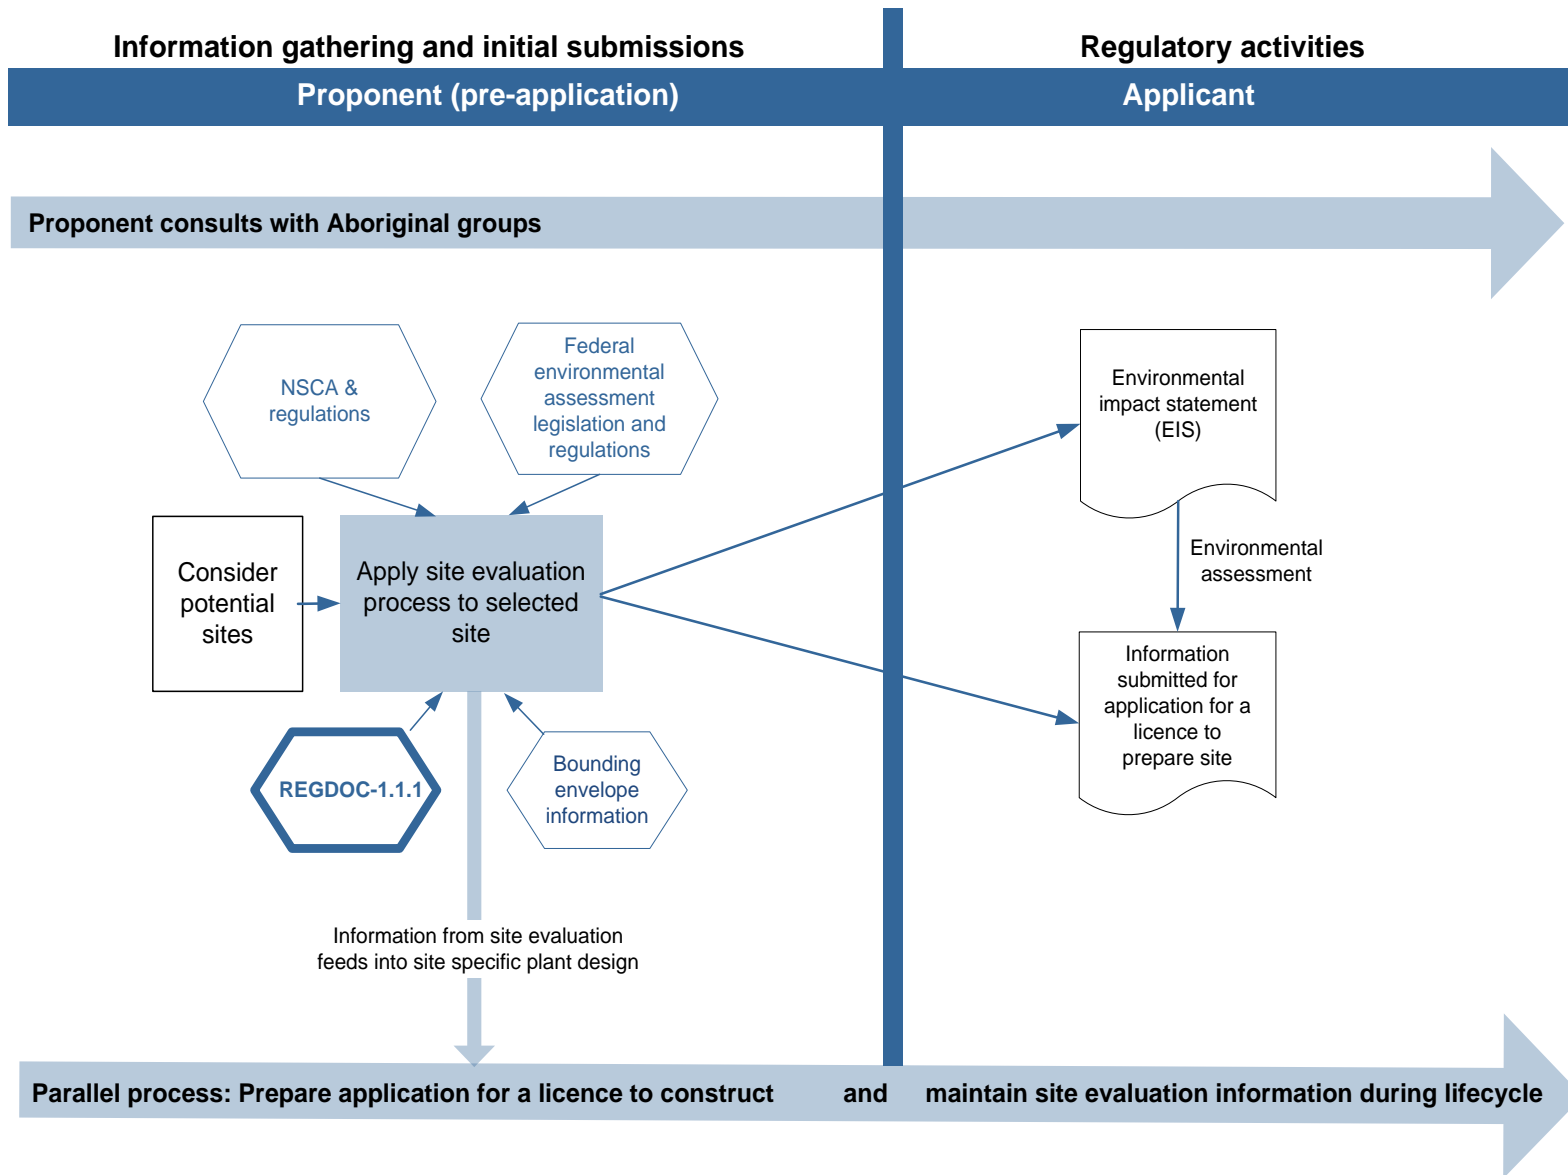 Information gathering and initial submissions
Regulatory activities
Proponent (pre-application)
Applicant
Proponent consults with Aboriginal groups
NSCA &
regulations
Federal
environmental
assessment
legislation and
regulations
Environmental
impact statement
(EIS)
Consider
potential
sites
Apply site evaluation
process to selected
site
Environmental
assessment
Information
submitted for
application for a
licence to
prepare site
REGDOC-1.1.1
Bounding
envelope
information
Information from site evaluation
feeds into site specific plant design
Parallel process: Prepare application for a licence to construct and maintain site evaluation information during lifecycle